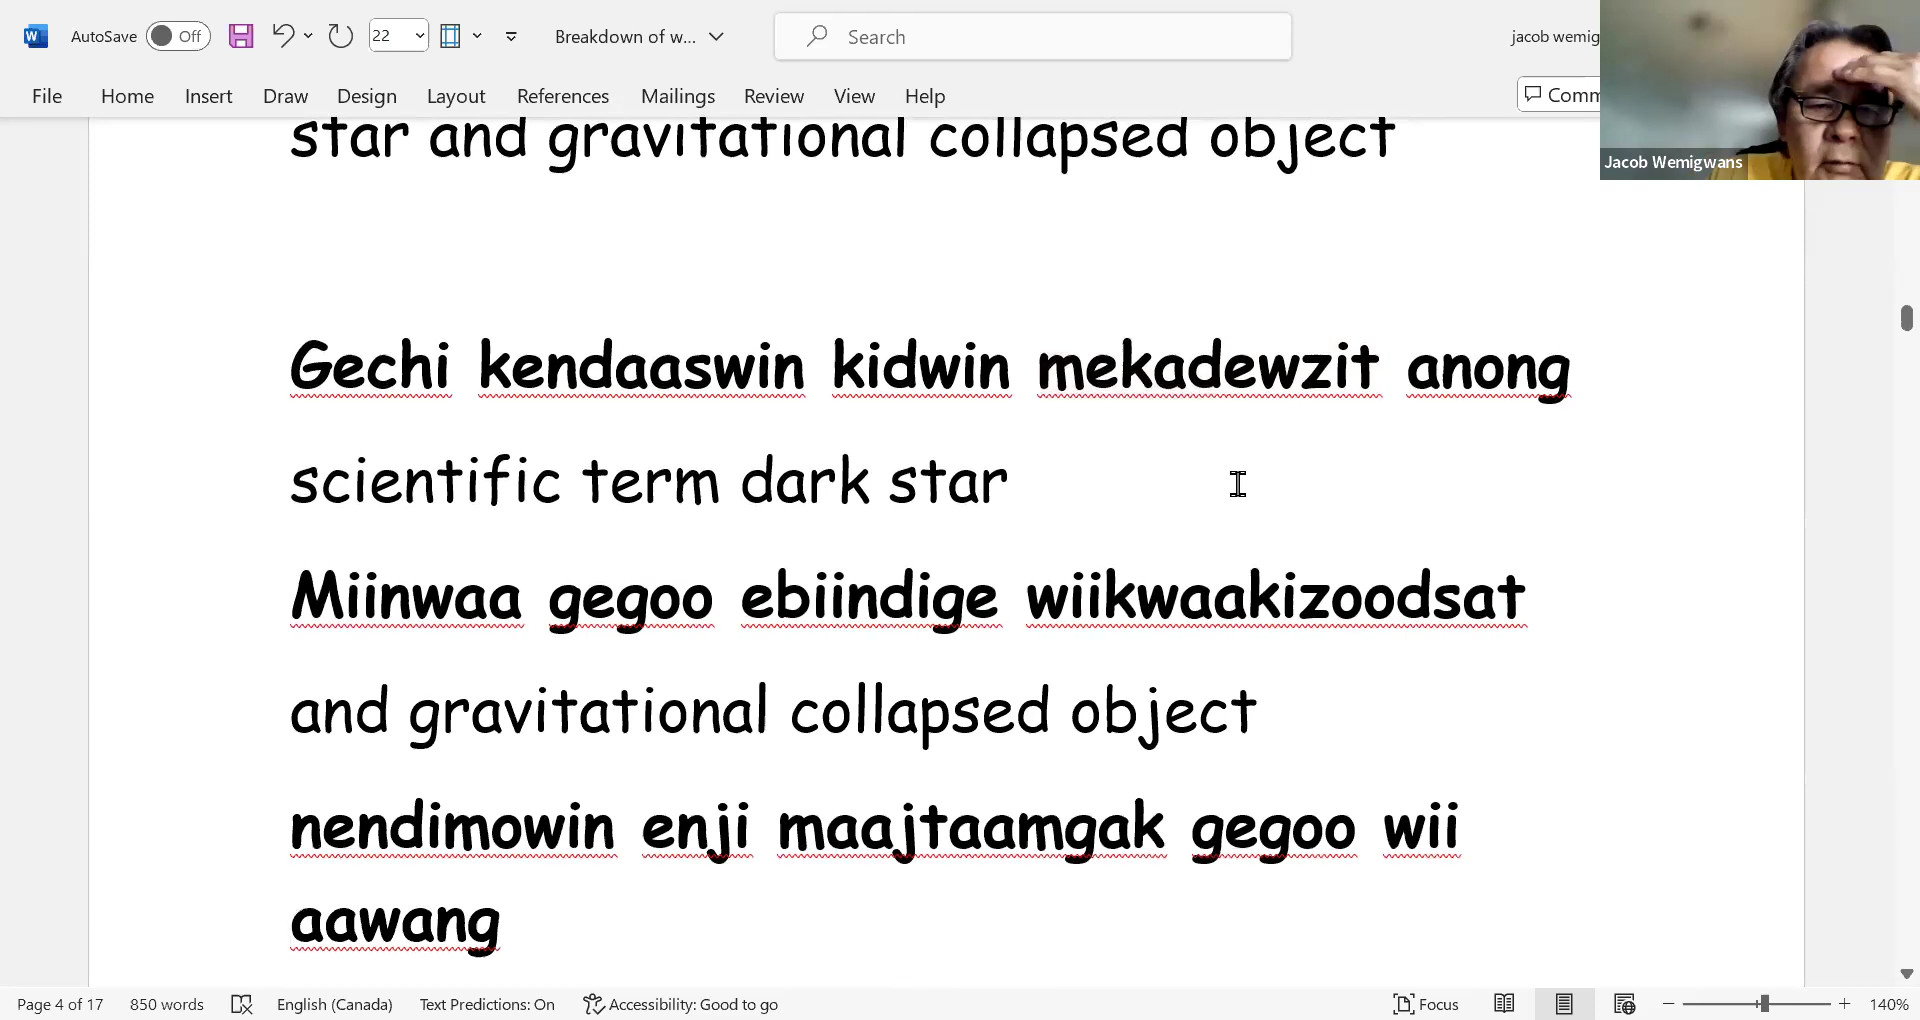 AutoSave Off 22 Breakdown of w... Search jacob wemig
File Home Insert Draw Design Layout References Mailings Review View Help Comm
Jacob Wemigwans
star and gravitational collapsed object
Gechi kendaaswin kidwin mekadewzit anong
scientific term dark star
Miinwaa gegoo ebiindige wiikwaakizoodsat
and gravitational collapsed object
nendimowin enji maajtaamgak gegoo wii
aawang
Page 4 of 17 850 words English (Canada) Text Predictions: On Accessibility: Good to go Focus 140%